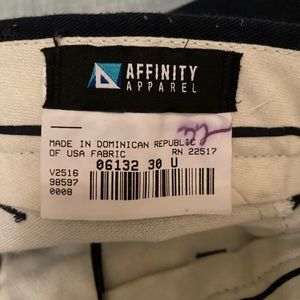 AFFINITY
APPAREL
MADE IN DOMINICAN REPUBLIC
OF USA FABRIC RN 22517
06132 30 U
V2516
98597
0008